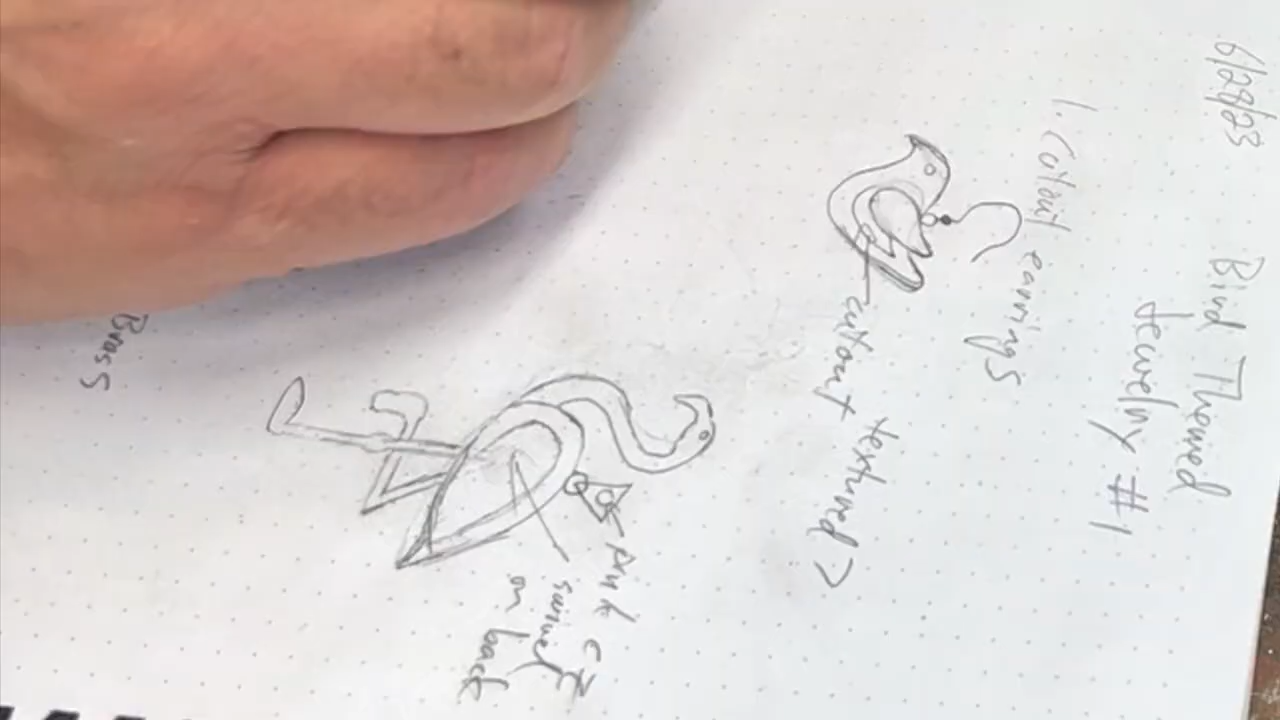 6/28/23
Bird Themed
Jewelry #1
1. Cutout earrings
cutout textured >
pink CZ
swivel
on back
Brass